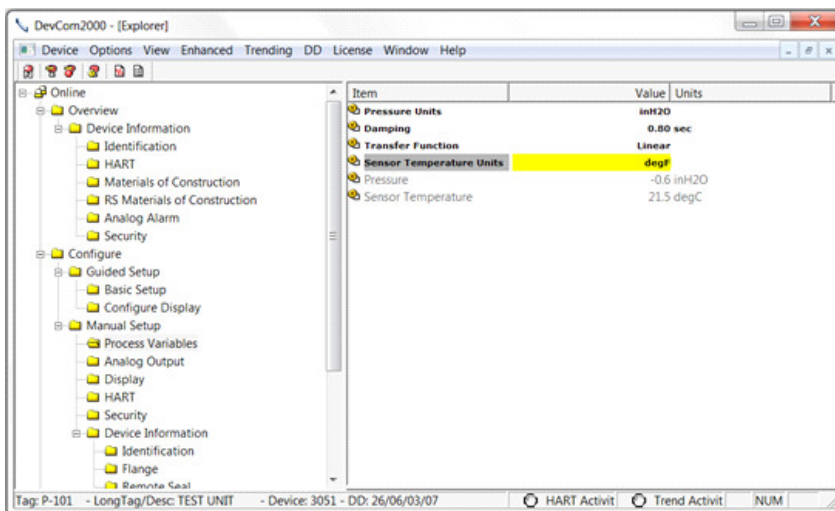 DevCom2000 - [Explorer]
Device Options View Enhanced Trending DD License Window Help
Online
Overview
Device Information
Identification
HART
Materials of Construction
RS Materials of Construction
Analog Alarm
Security
Configure
Guided Setup
Basic Setup
Configure Display
Manual Setup
Process Variables
Analog Output
Display
HART
Security
Device Information
Identification
Flange
Remote Seal
Item Value Units
Pressure Units inH2O
Damping 0.80 sec
Transfer Function Linear
Sensor Temperature Units degF
Pressure -0.6 inH2O
Sensor Temperature 21.5 degC
Tag: P-101 - LongTag/Desc: TEST UNIT - Device: 3051 - DD: 26/06/03/07 HART Activit Trend Activit NUM